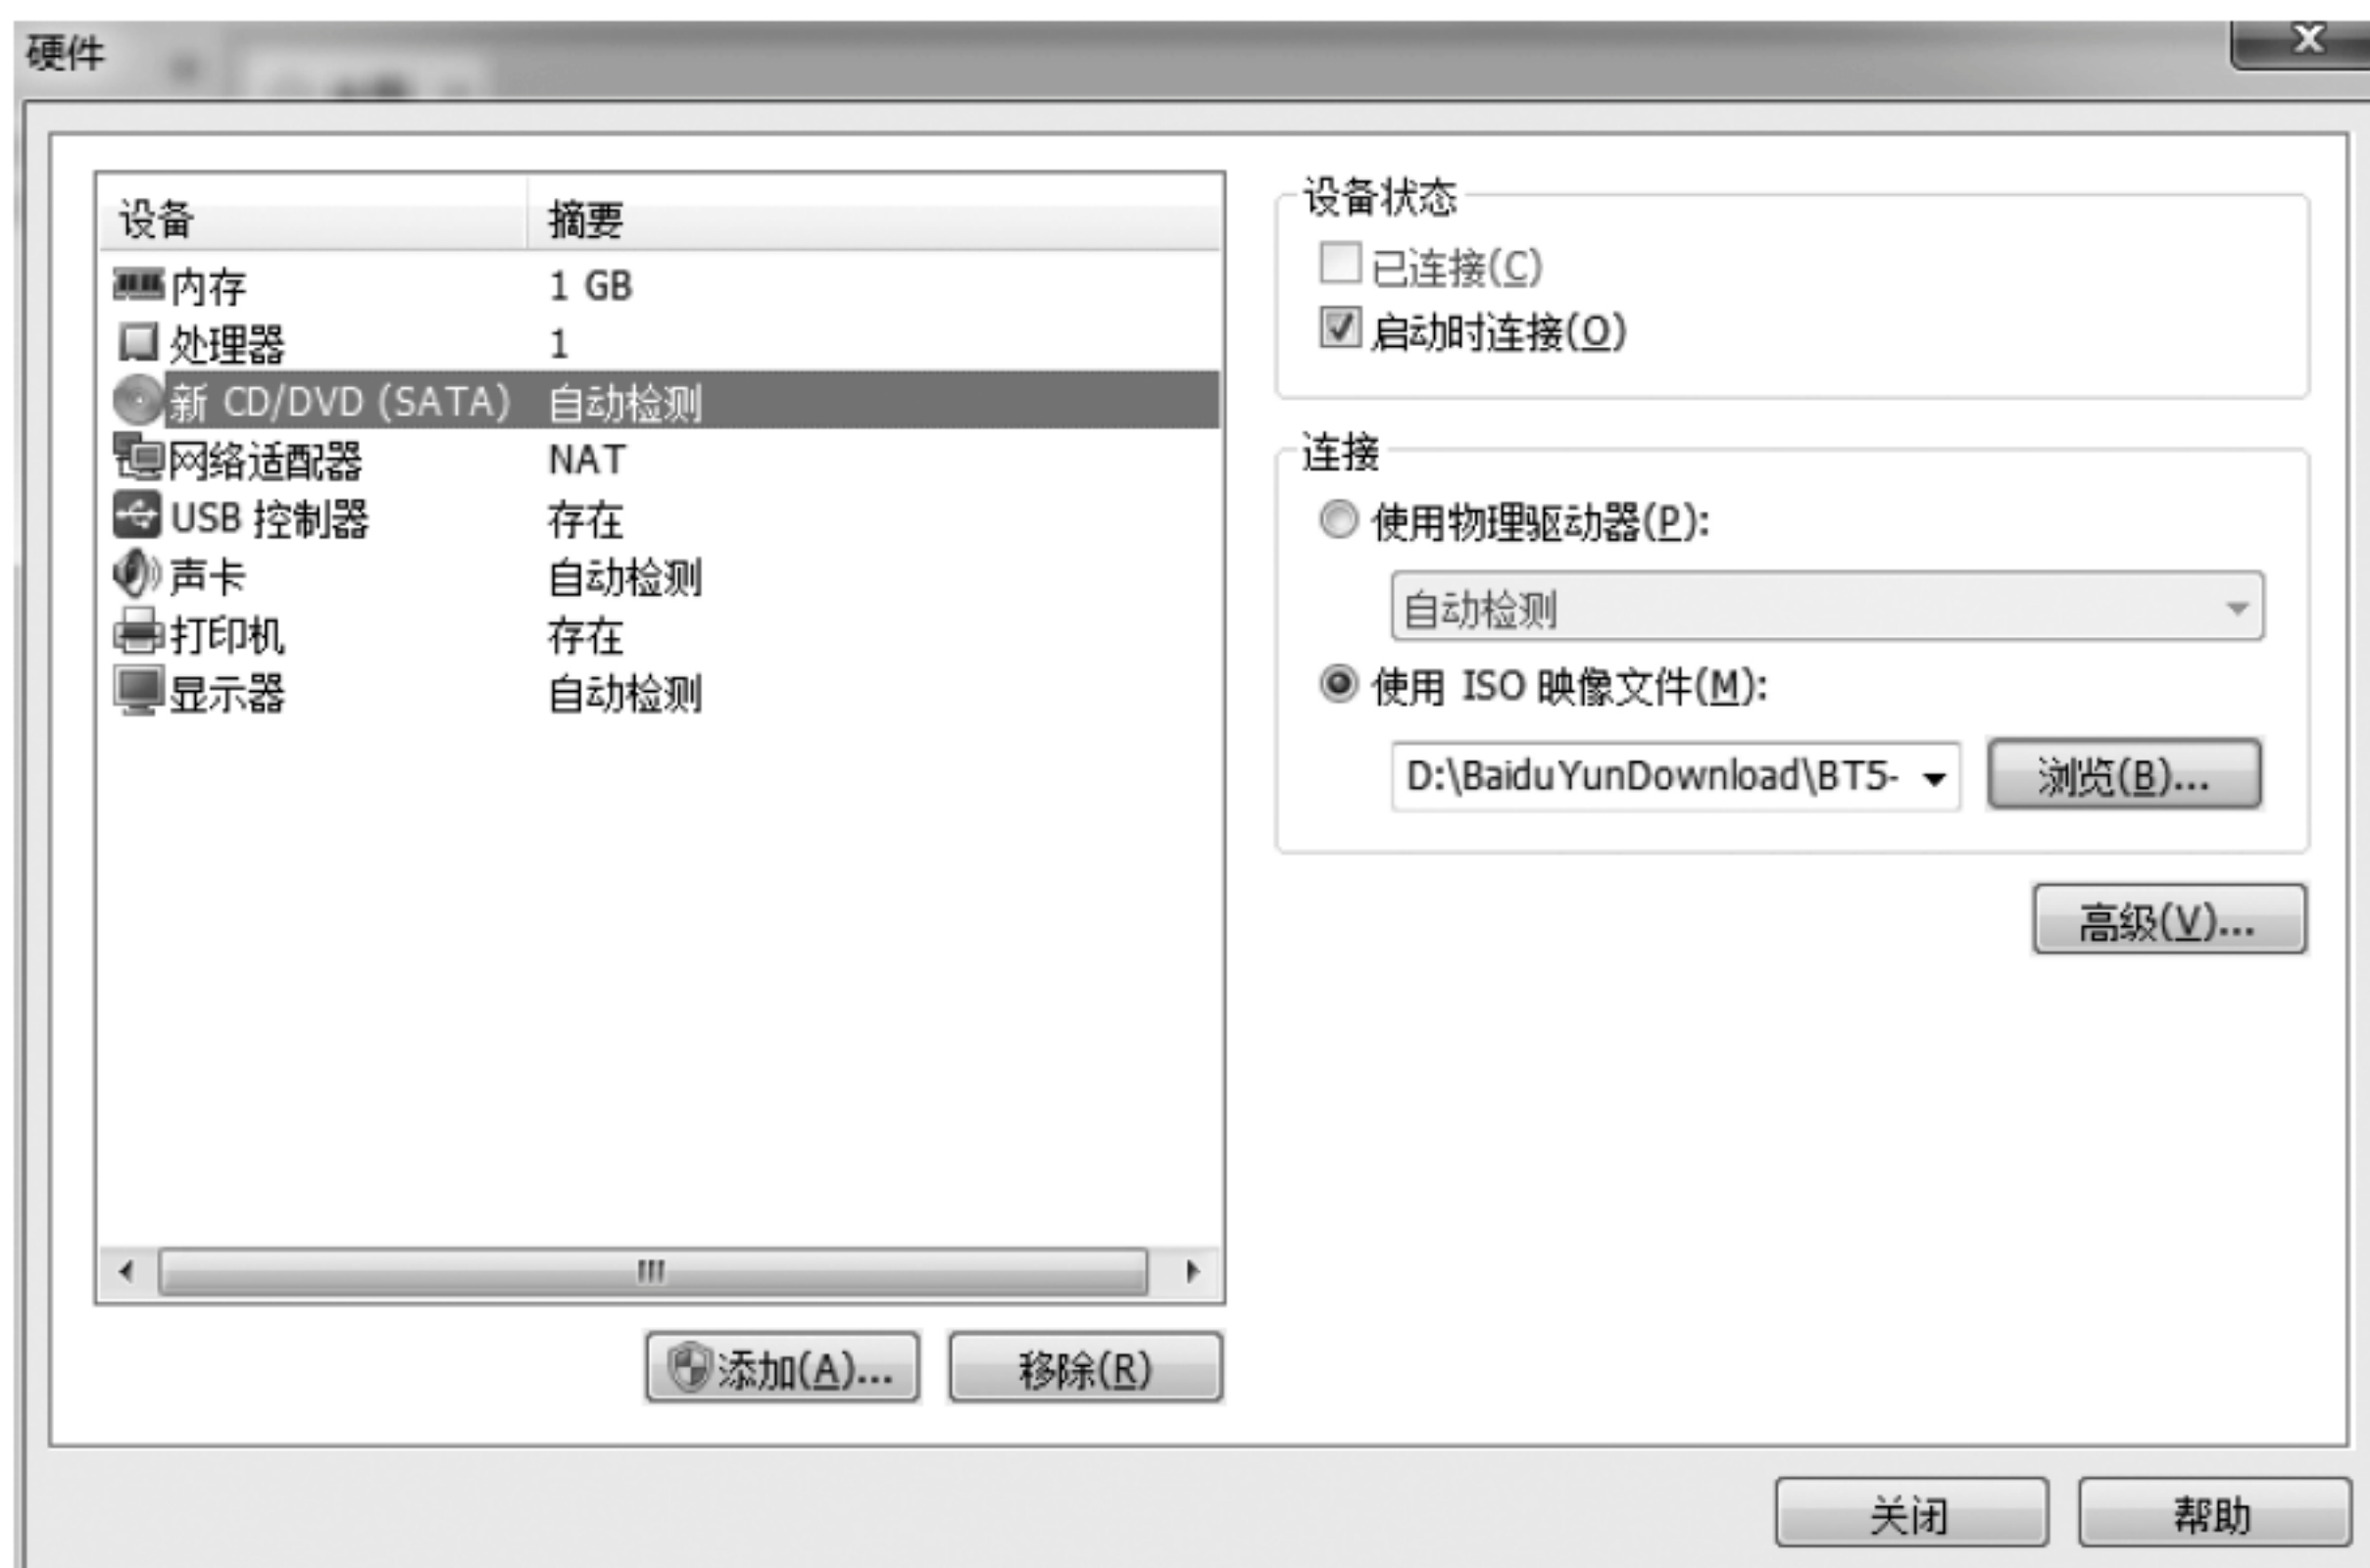 硬件
设备 摘要
内存 1 GB
处理器 1
新 CD/DVD (SATA) 自动检测
网络适配器 NAT
USB 控制器 存在
声卡 自动检测
打印机 存在
显示器 自动检测
添加(A)... 移除(R)
设备状态
已连接(C)
启动时连接(O)
连接
使用物理驱动器(P):
自动检测
使用 ISO 映像文件(M):
D:\BaiduYunDownload\BT5- 浏览(B)...
高级(V)...
关闭 帮助